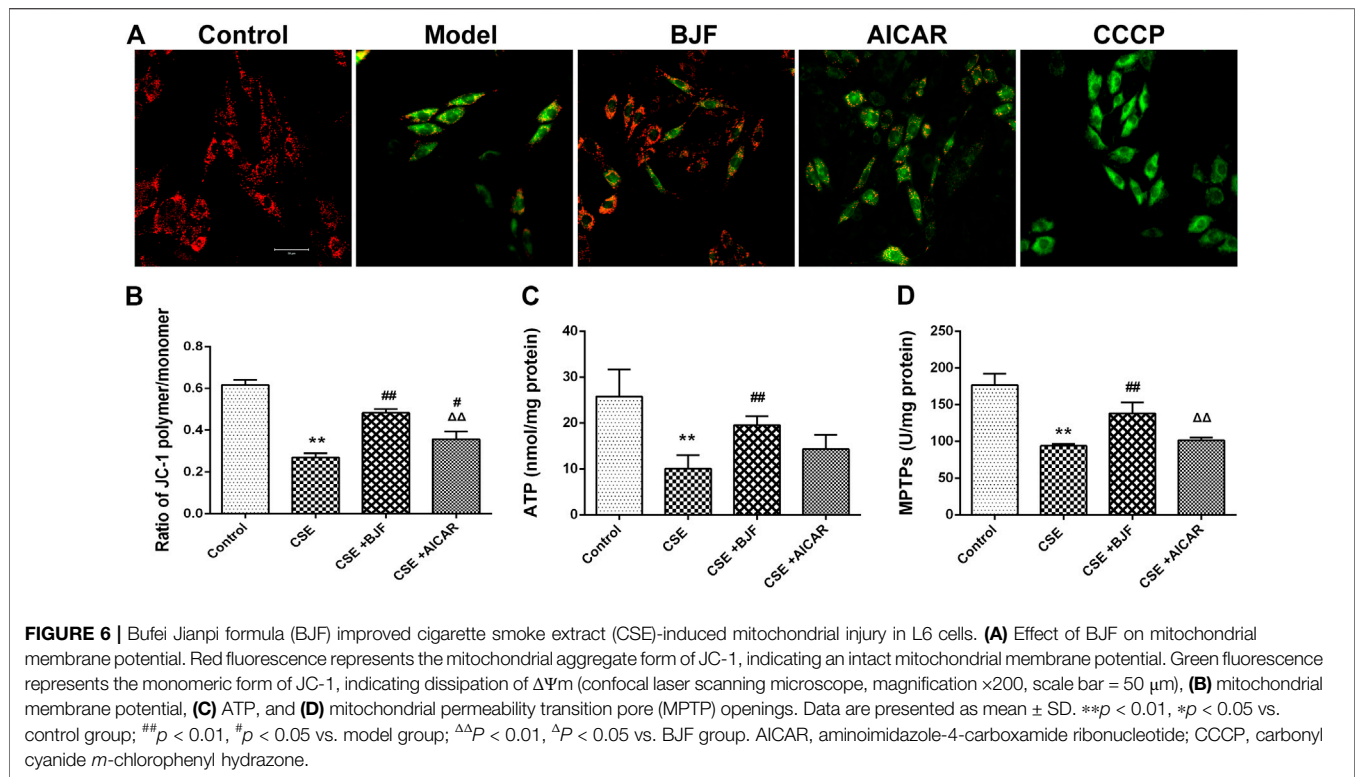 A Control Model BJF AICAR CCCP
B C D
Ratio of JC-1 polymer/monomer
0.8
0.6
0.4
0.2
0.0
**
##
#
ΔΔ
Control CSE CSE +BJF CSE +AICAR
ATP (nmol/mg protein)
40
30
20
10
0
**
##
Control CSE CSE +BJF CSE +AICAR
MPTPs (U/mg protein)
250
200
150
100
50
0
**
##
ΔΔ
Control CSE CSE +BJF CSE +AICAR
FIGURE 6 | Bufei Jianpi formula (BJF) improved cigarette smoke extract (CSE)-induced mitochondrial injury in L6 cells. (A) Effect of BJF on mitochondrial
membrane potential. Red fluorescence represents the mitochondrial aggregate form of JC-1, indicating an intact mitochondrial membrane potential. Green fluorescence
represents the monomeric form of JC-1, indicating dissipation of ΔΨm (confocal laser scanning microscope, magnification ×200, scale bar = 50 μm), (B) mitochondrial
membrane potential, (C) ATP, and (D) mitochondrial permeability transition pore (MPTP) openings. Data are presented as mean ± SD. **p < 0.01, *p < 0.05 vs.
control group; ##p < 0.01, #p < 0.05 vs. model group; ΔΔP < 0.01, ΔP < 0.05 vs. BJF group. AICAR, aminoimidazole-4-carboxamide ribonucleotide; CCCP, carbonyl
cyanide m-chlorophenyl hydrazone.